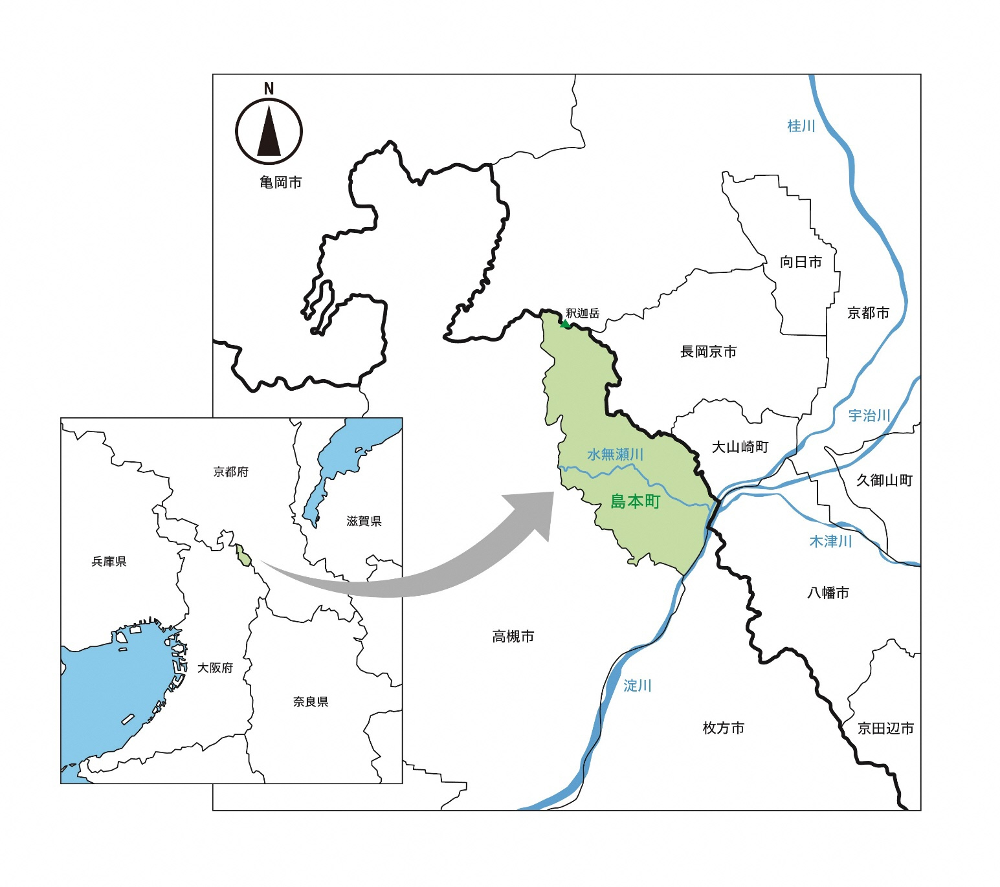 N
亀岡市
桂川
向日市
釈迦岳
京都市
長岡京市
宇治川
大山崎町
水無瀬川
久御山町
島本町
木津川
八幡市
高槻市
淀川
枚方市
京田辺市
京都府
滋賀県
兵庫県
大阪府
奈良県